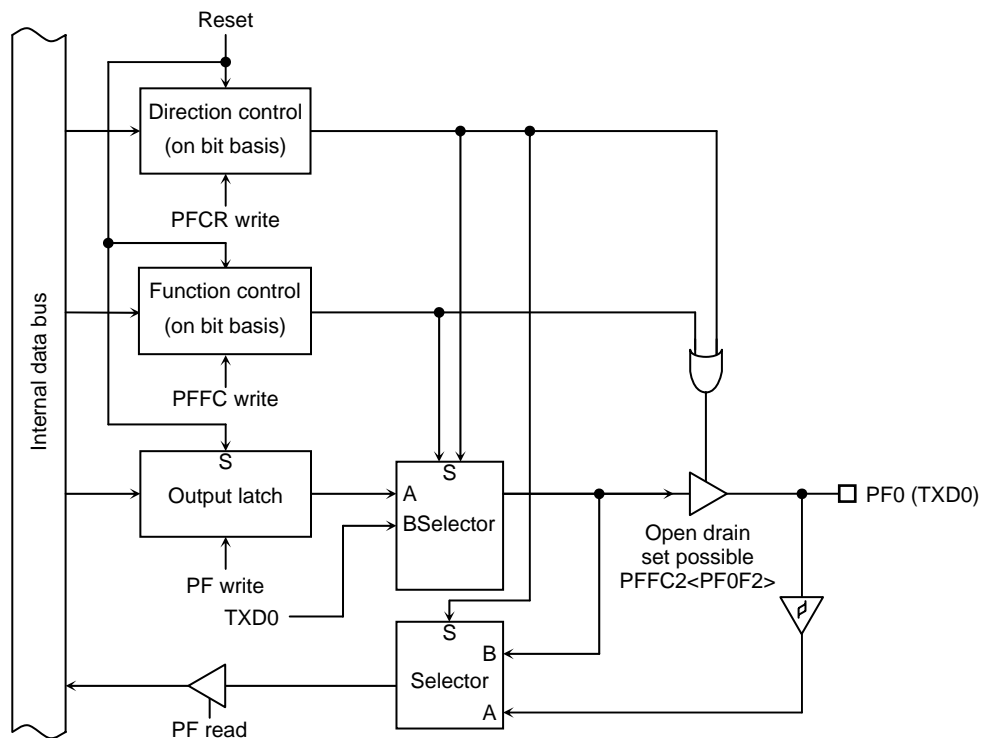 Reset
Direction control
(on bit basis)
PFCR write
Function control
(on bit basis)
PFFC write
Internal data bus
S
Output latch
PF write
TXD0
S
A
BSelector
PF0 (TXD0)
Open drain
set possible
PFFC2<PF0F2>
S
B
Selector
A
PF read